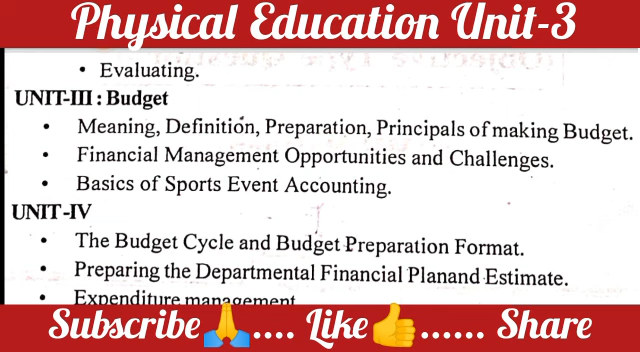 Physical Education Unit-3
• Evaluating.
UNIT-III : Budget
• Meaning, Definition, Preparation, Principals of making Budget.
• Financial Management Opportunities and Challenges.
• Basics of Sports Event Accounting.
UNIT-IV
• The Budget Cycle and Budget Preparation Format.
• Preparing the Departmental Financial Planand Estimate.
• Expenditure management
Subscribe🙏.... Like👍...... Share